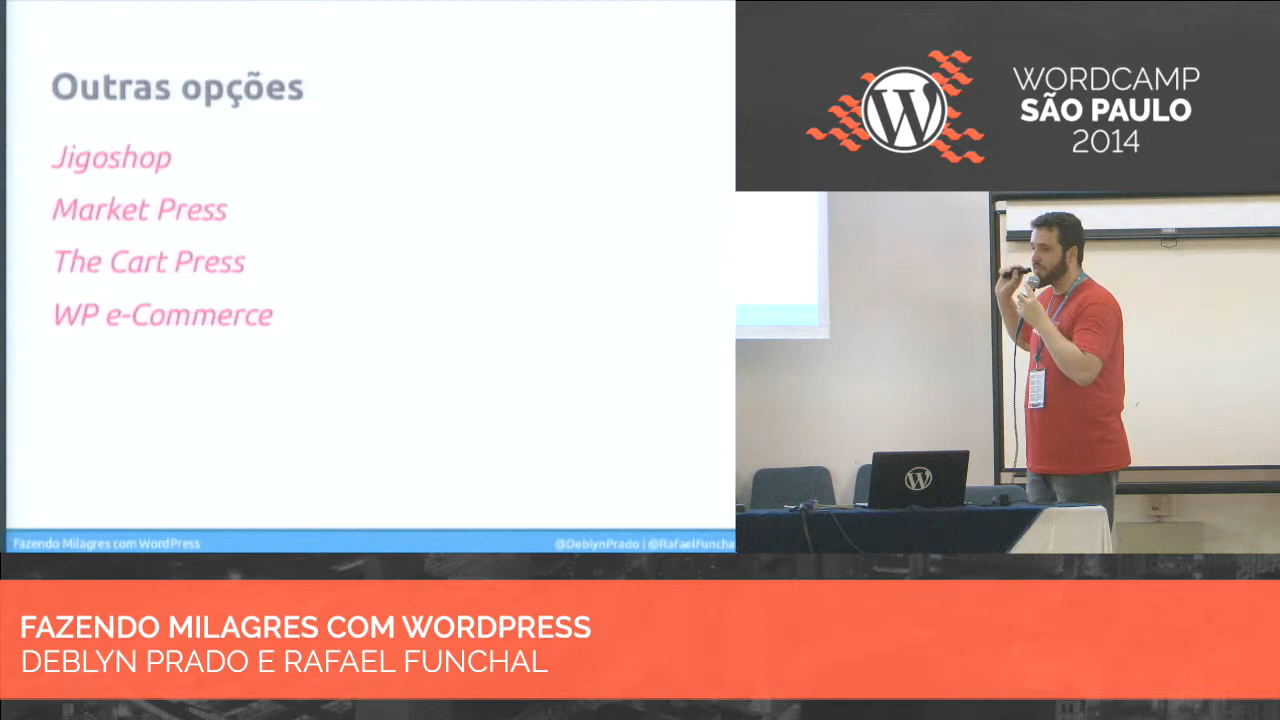 Outras opções
Jigoshop
Market Press
The Cart Press
WP e-Commerce
Fazendo Milagres com WordPress
@DeblynPrado | @RafaelFuncha
WORDCAMP
SÃO PAULO
2014
FAZENDO MILAGRES COM WORDPRESS
DEBLYN PRADO E RAFAEL FUNCHAL